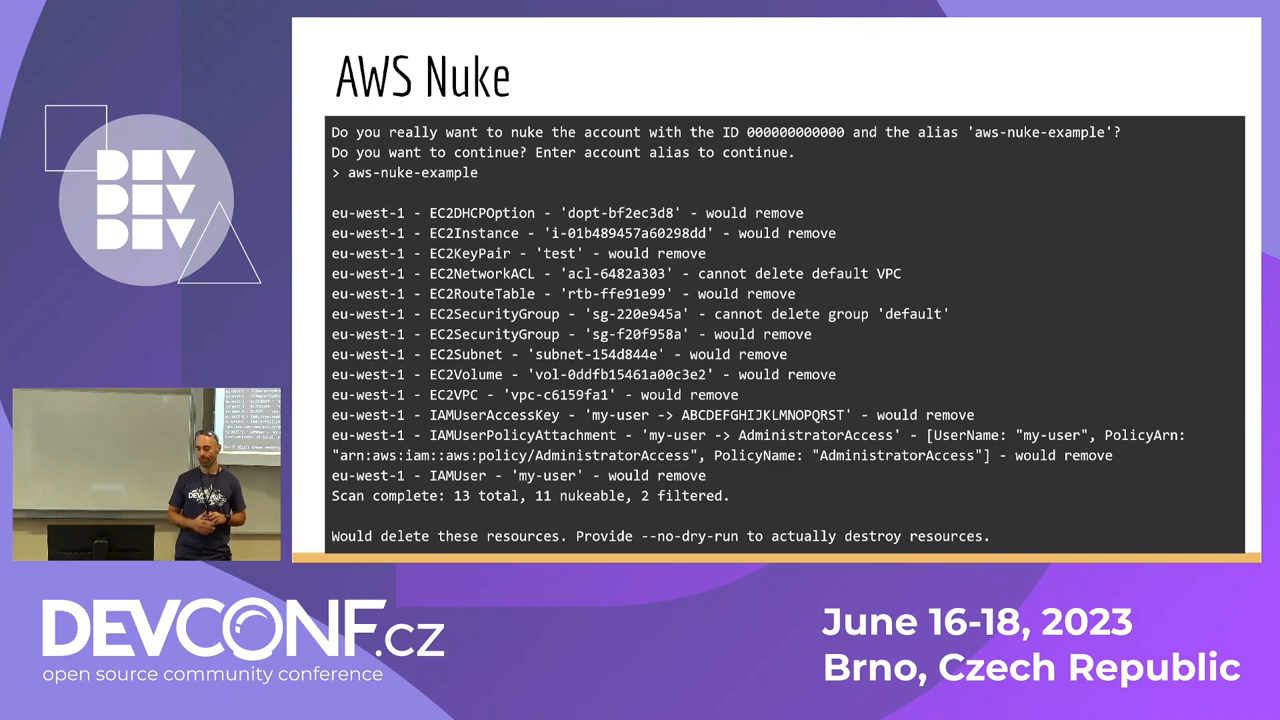 AWS Nuke
Do you really want to nuke the account with the ID 000000000000 and the alias 'aws-nuke-example'?
Do you want to continue? Enter account alias to continue.
> aws-nuke-example
eu-west-1 - EC2DHCPOption - 'dopt-bf2ec3d8' - would remove
eu-west-1 - EC2Instance - 'i-01b489457a60298dd' - would remove
eu-west-1 - EC2KeyPair - 'test' - would remove
eu-west-1 - EC2NetworkACL - 'acl-6482a303' - cannot delete default VPC
eu-west-1 - EC2RouteTable - 'rtb-ffe91e99' - would remove
eu-west-1 - EC2SecurityGroup - 'sg-220e945a' - cannot delete group 'default'
eu-west-1 - EC2SecurityGroup - 'sg-f20f958a' - would remove
eu-west-1 - EC2Subnet - 'subnet-154d844e' - would remove
eu-west-1 - EC2Volume - 'vol-0ddfb15461a00c3e2' - would remove
eu-west-1 - EC2VPC - 'vpc-c6159fa1' - would remove
eu-west-1 - IAMUserAccessKey - 'my-user -> ABCDEFGHIJKLMNOPQRST' - would remove
eu-west-1 - IAMUserPolicyAttachment - 'my-user -> AdministratorAccess' - [UserName: "my-user", PolicyArn:
"arn:aws:iam::aws:policy/AdministratorAccess", PolicyName: "AdministratorAccess"] - would remove
eu-west-1 - IAMUser - 'my-user' - would remove
Scan complete: 13 total, 11 nukeable, 2 filtered.
Would delete these resources. Provide --no-dry-run to actually destroy resources.
DEV
DEV
DEV
DEVCONF.cz
open source community conference
June 16-18, 2023
Brno, Czech Republic